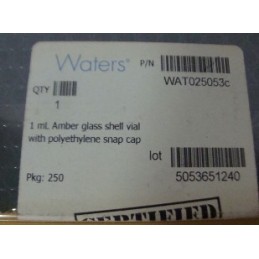 Waters®
P/N
WAT025053c
QTY
1
1 mL Amber glass shell vial
with polyethylene snap cap
lot
5053651240
Pkg: 250
CERTIFIED